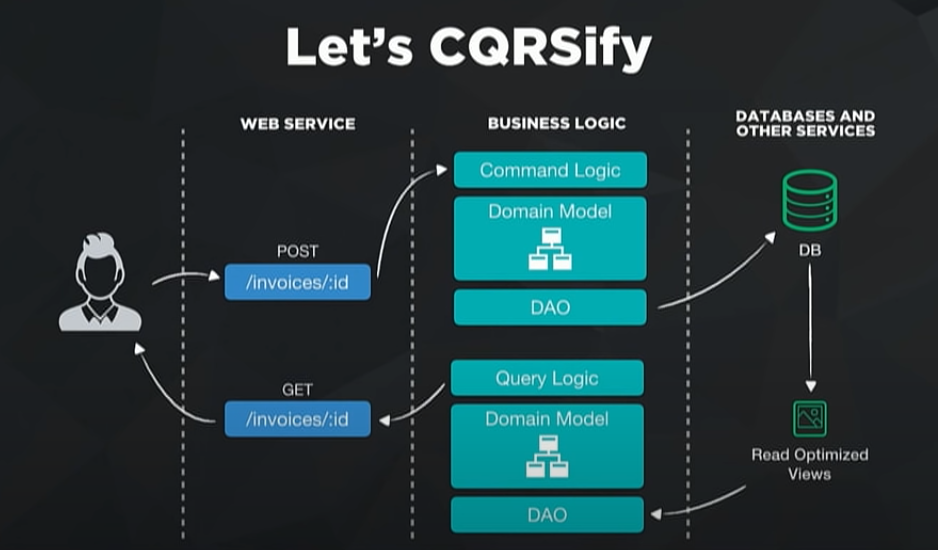 Let's CQRSify
WEB SERVICE
BUSINESS LOGIC
DATABASES AND
OTHER SERVICES
Command Logic
Domain Model
DAO
POST
/invoices/:id
DB
GET
/invoices/:id
Query Logic
Domain Model
DAO
Read Optimized
Views